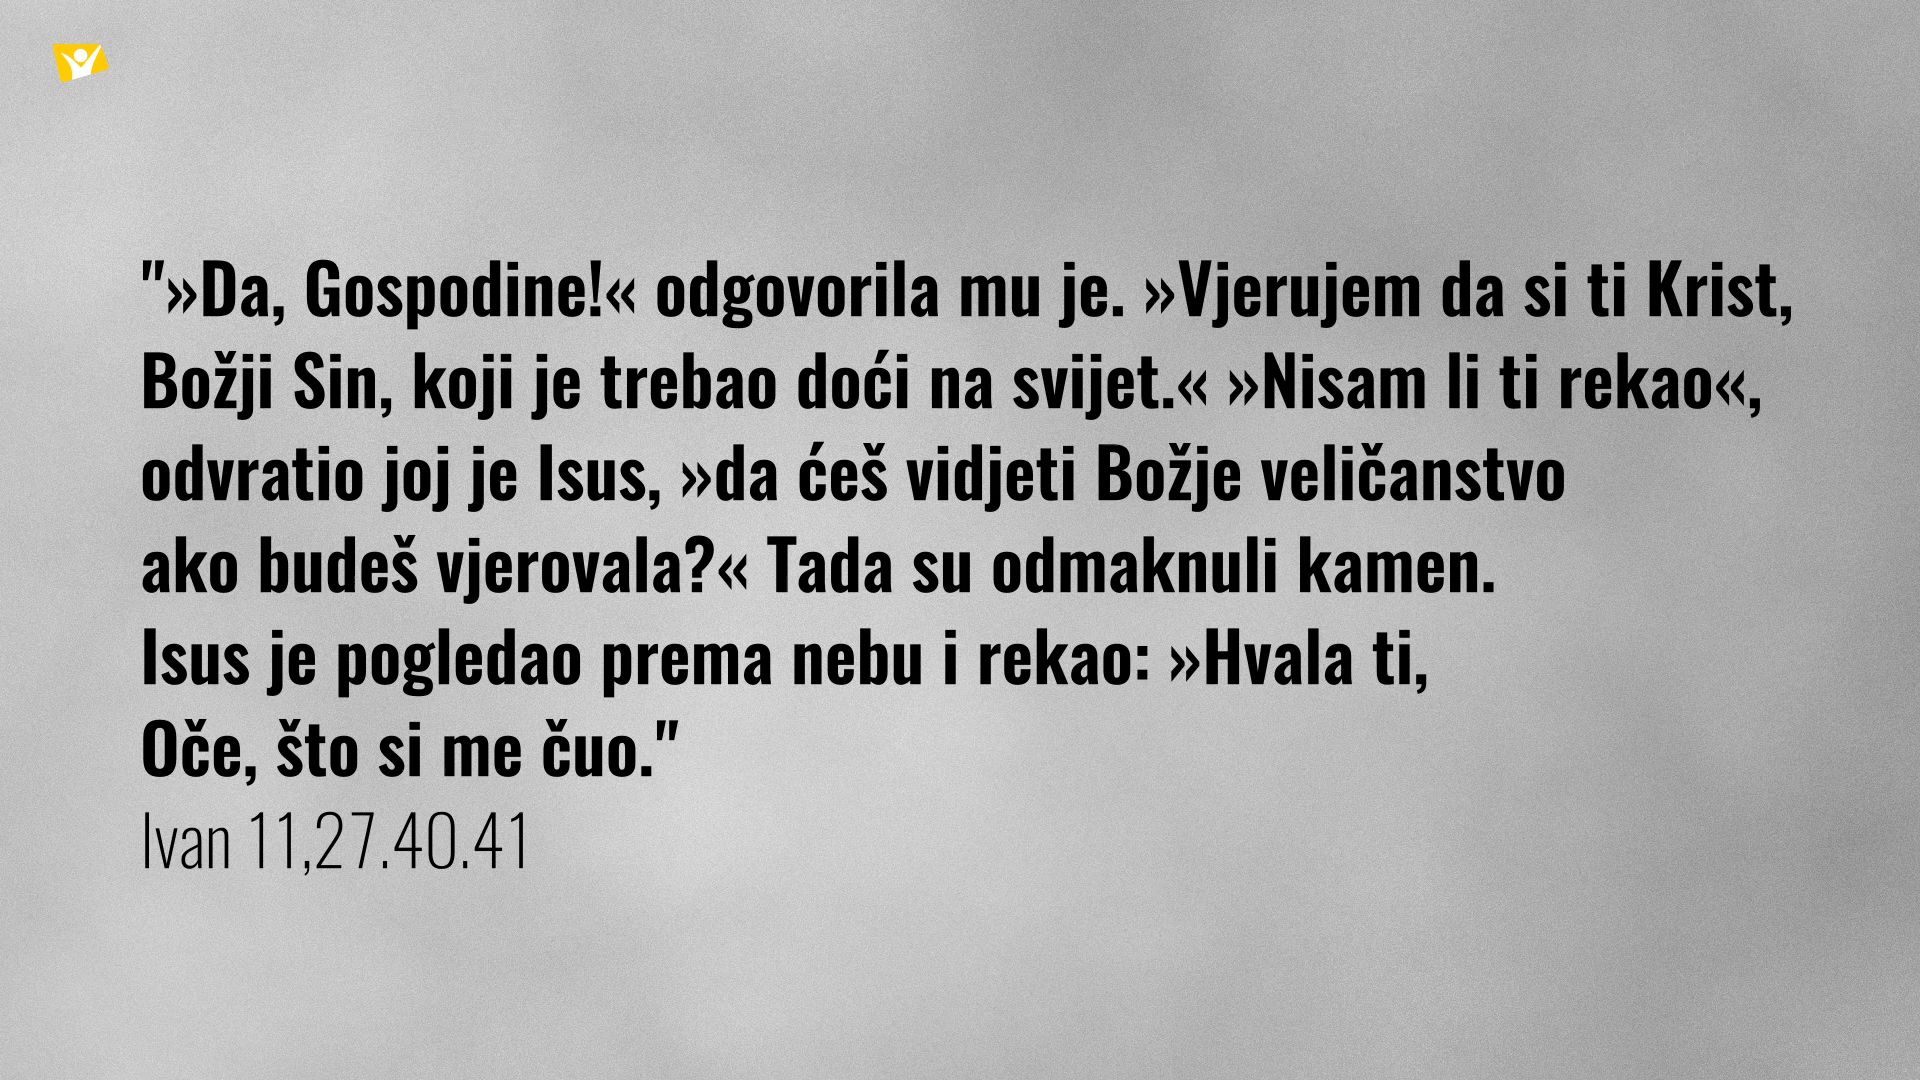 "»Da, Gospodine!« odgovorila mu je. »Vjerujem da si ti Krist,
Božji Sin, koji je trebao doći na svijet.« »Nisam li ti rekao«,
odvratio joj je Isus, »da ćeš vidjeti Božje veličanstvo
ako budeš vjerovala?« Tada su odmaknuli kamen.
Isus je pogledao prema nebu i rekao: »Hvala ti,
Oče, što si me čuo."
Ivan 11,27.40.41